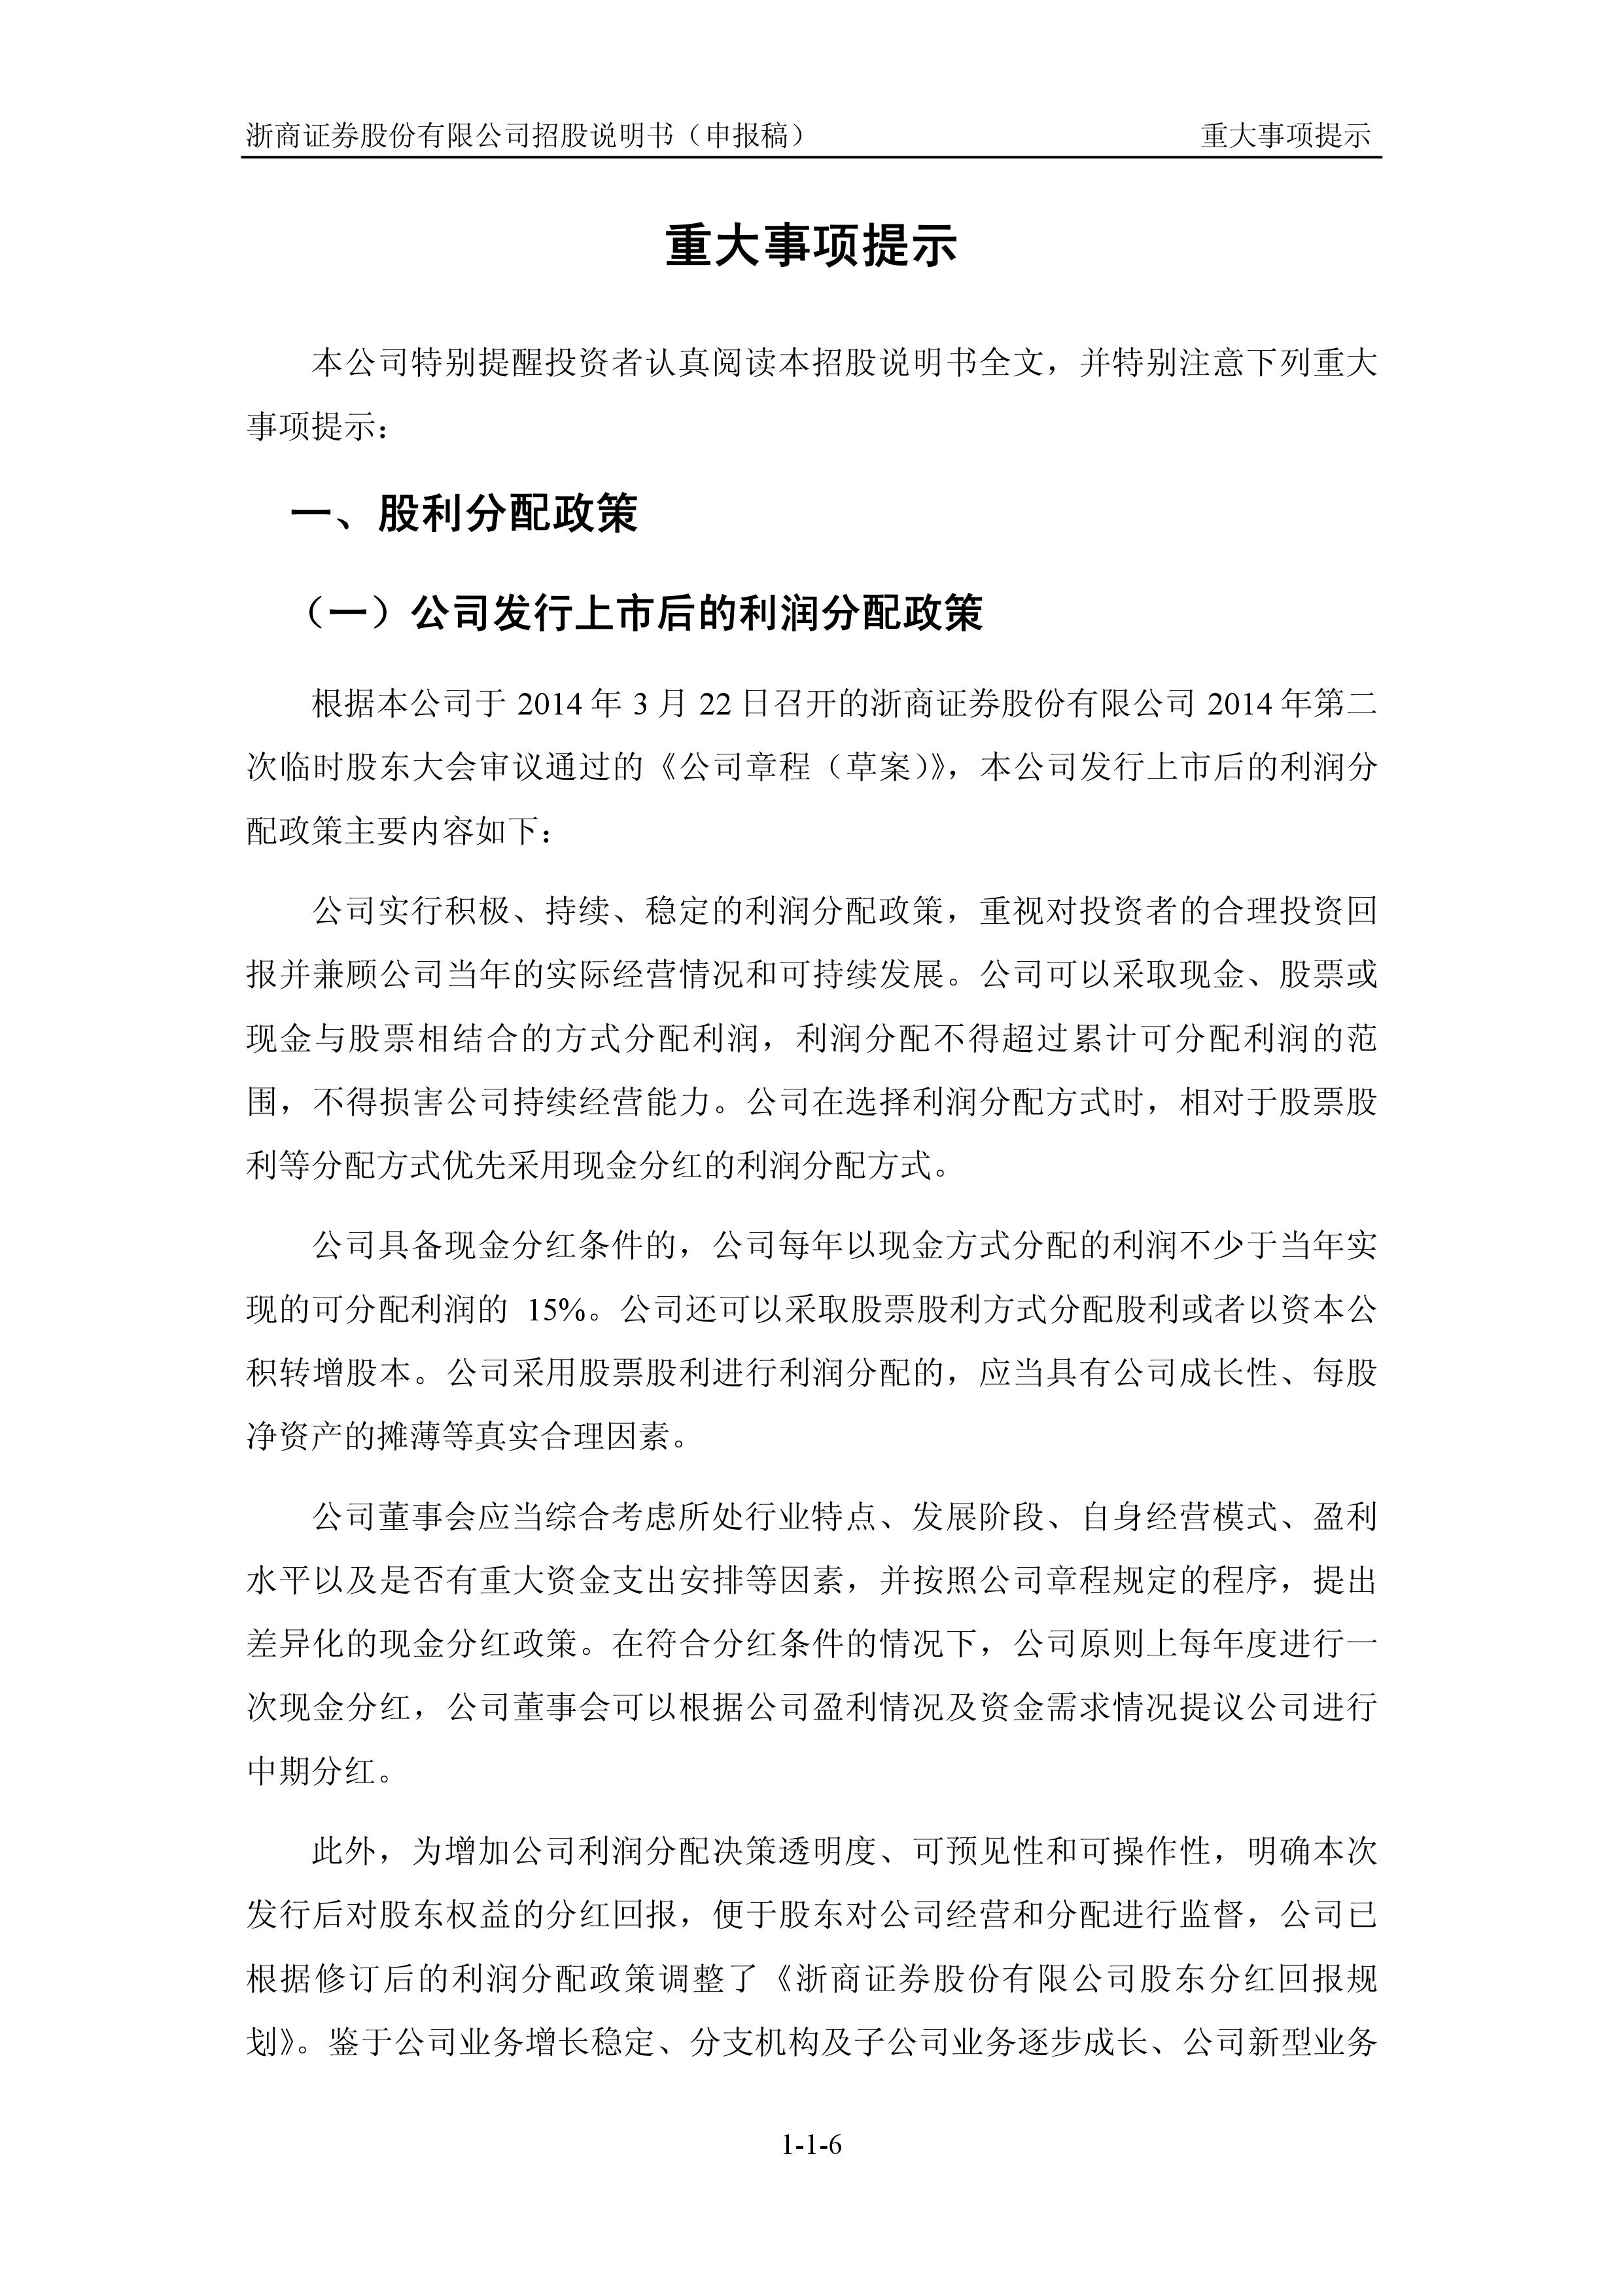 浙商证券股份有限公司招股说明书（申报稿） 重大事项提示
重大事项提示
本公司特别提醒投资者认真阅读本招股说明书全文，并特别注意下列重大
事项提示：
一、股利分配政策
（一）公司发行上市后的利润分配政策
根据本公司于 2014 年 3 月 22 日召开的浙商证券股份有限公司 2014 年第二
次临时股东大会审议通过的《公司章程（草案）》，本公司发行上市后的利润分
配政策主要内容如下：
公司实行积极、持续、稳定的利润分配政策，重视对投资者的合理投资回
报并兼顾公司当年的实际经营情况和可持续发展。公司可以采取现金、股票或
现金与股票相结合的方式分配利润，利润分配不得超过累计可分配利润的范
围，不得损害公司持续经营能力。公司在选择利润分配方式时，相对于股票股
利等分配方式优先采用现金分红的利润分配方式。
公司具备现金分红条件的，公司每年以现金方式分配的利润不少于当年实
现的可分配利润的 15%。公司还可以采取股票股利方式分配股利或者以资本公
积转增股本。公司采用股票股利进行利润分配的，应当具有公司成长性、每股
净资产的摊薄等真实合理因素。
公司董事会应当综合考虑所处行业特点、发展阶段、自身经营模式、盈利
水平以及是否有重大资金支出安排等因素，并按照公司章程规定的程序，提出
差异化的现金分红政策。在符合分红条件的情况下，公司原则上每年度进行一
次现金分红，公司董事会可以根据公司盈利情况及资金需求情况提议公司进行
中期分红。
此外，为增加公司利润分配决策透明度、可预见性和可操作性，明确本次
发行后对股东权益的分红回报，便于股东对公司经营和分配进行监督，公司已
根据修订后的利润分配政策调整了《浙商证券股份有限公司股东分红回报规
划》。鉴于公司业务增长稳定、分支机构及子公司业务逐步成长、公司新型业务
1-1-6